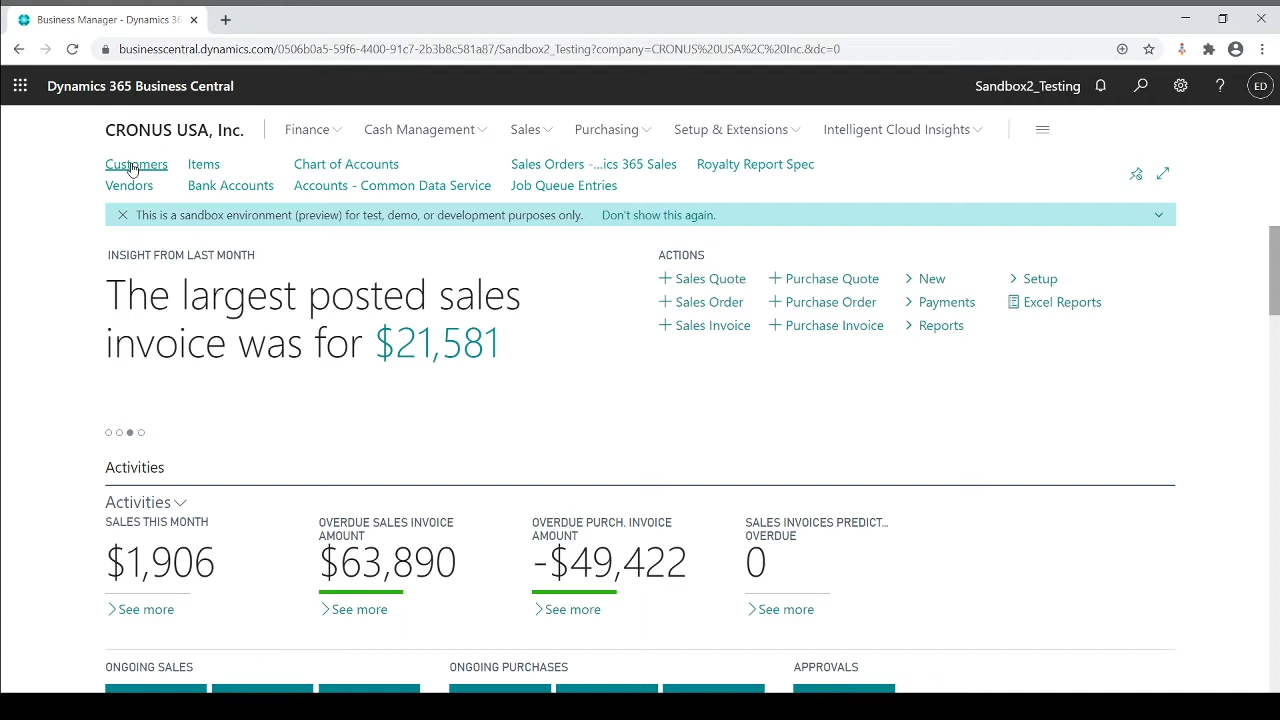 Business Manager - Dynamics 36
businesscentral.dynamics.com/0506b0a5-59f6-4400-91c7-2b3b8c581a87/Sandbox2_Testing?company=CRONUS%20USA%2C%20Inc.&dc=0
Dynamics 365 Business Central
Sandbox2_Testing
ED
CRONUS USA, Inc.
Finance
Cash Management
Sales
Purchasing
Setup & Extensions
Intelligent Cloud Insights
Customers
Items
Chart of Accounts
Sales Orders -...ics 365 Sales
Royalty Report Spec
Vendors
Bank Accounts
Accounts - Common Data Service
Job Queue Entries
This is a sandbox environment (preview) for test, demo, or development purposes only.
Don't show this again.
INSIGHT FROM LAST MONTH
The largest posted sales
invoice was for $21,581
ACTIONS
Sales Quote
Purchase Quote
New
Setup
Sales Order
Purchase Order
Payments
Excel Reports
Sales Invoice
Purchase Invoice
Reports
Activities
Activities
SALES THIS MONTH
$1,906
See more
OVERDUE SALES INVOICE
AMOUNT
$63,890
See more
OVERDUE PURCH. INVOICE
AMOUNT
-$49,422
See more
SALES INVOICES PREDICT...
OVERDUE
0
See more
ONGOING SALES
ONGOING PURCHASES
APPROVALS